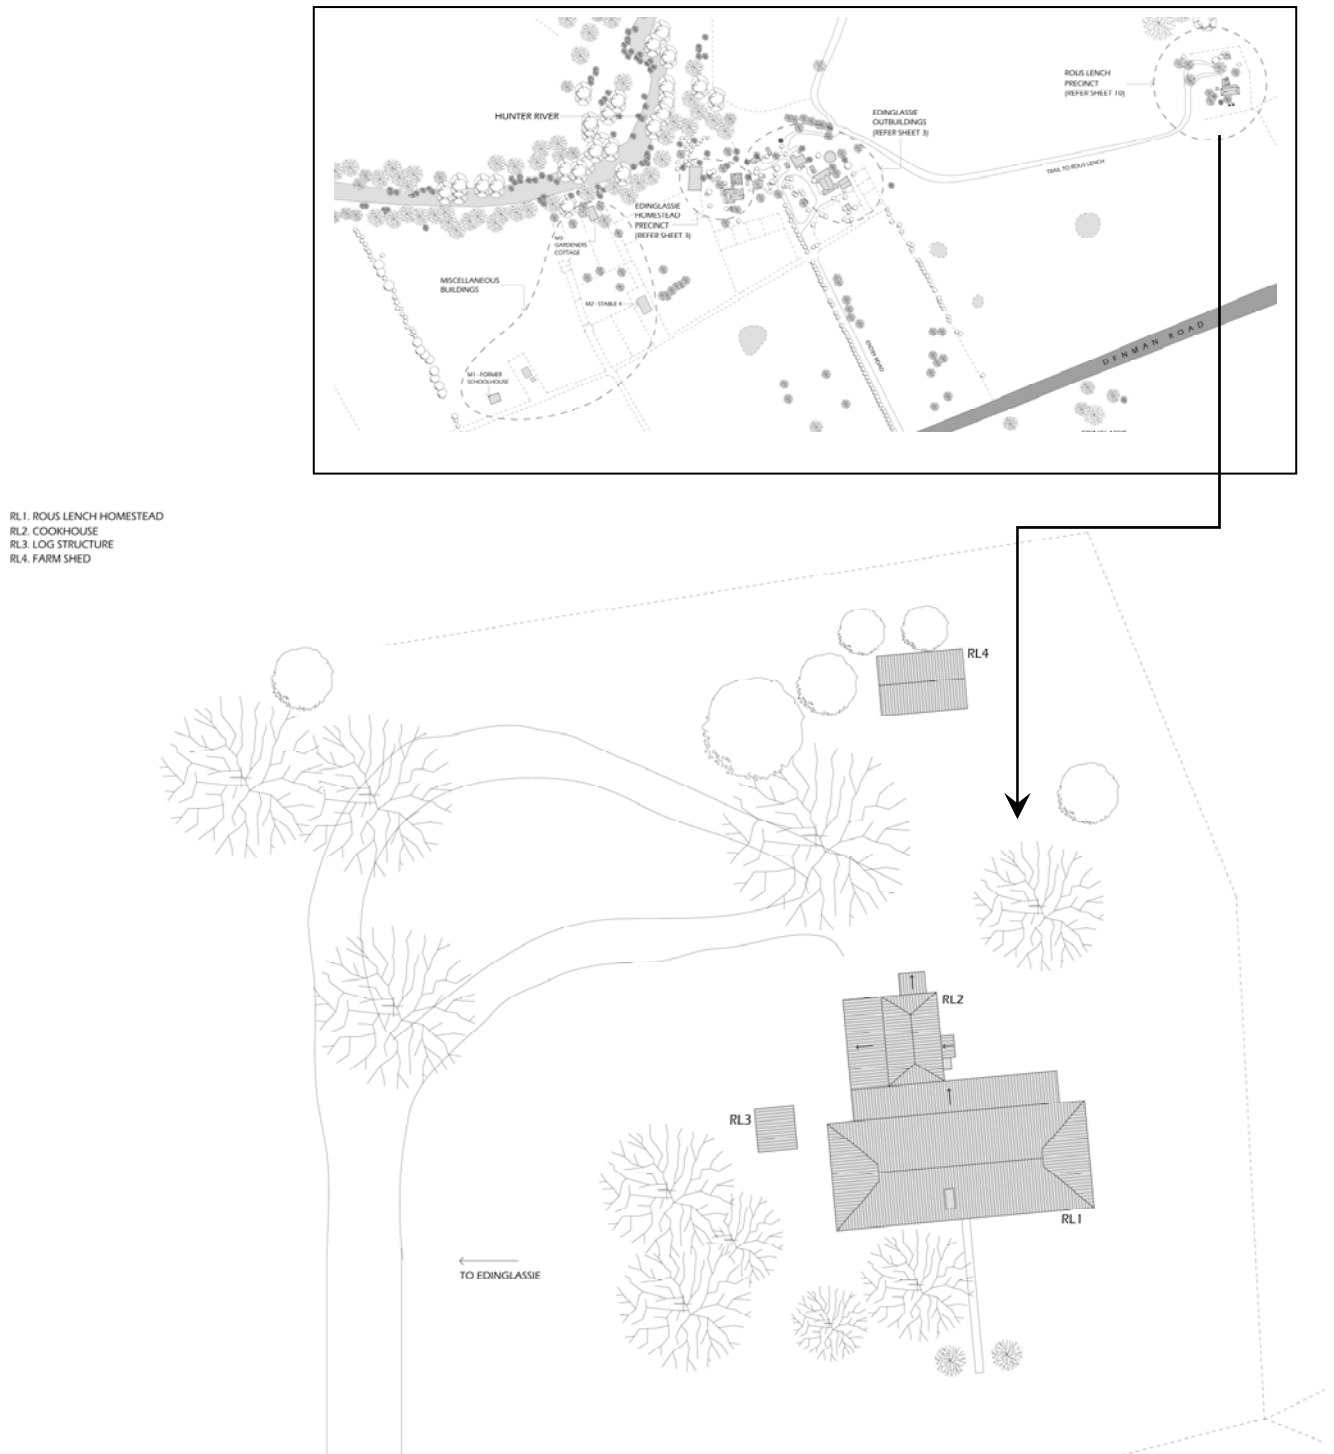 HUNTER RIVER
ROUS LENCH
PRECINCT
(REFER SHEET 10)
EDINGLASSIE
OUTBUILDINGS
(REFER SHEET 3)
TRAIL TO ROUS LENCH
EDINGLASSIE
HOMESTEAD
PRECINCT
(REFER SHEET 3)
M3 -
GARDENERS
COTTAGE
MISCELLANEOUS
BUILDINGS
M2 - STABLE 4
ENTRY ROAD
DENMAN ROAD
M1 - FORMER
SCHOOLHOUSE
RL1. ROUS LENCH HOMESTEAD
RL2. COOKHOUSE
RL3. LOG STRUCTURE
RL4. FARM SHED
RL4
RL2
RL3
RL1
TO EDINGLASSIE